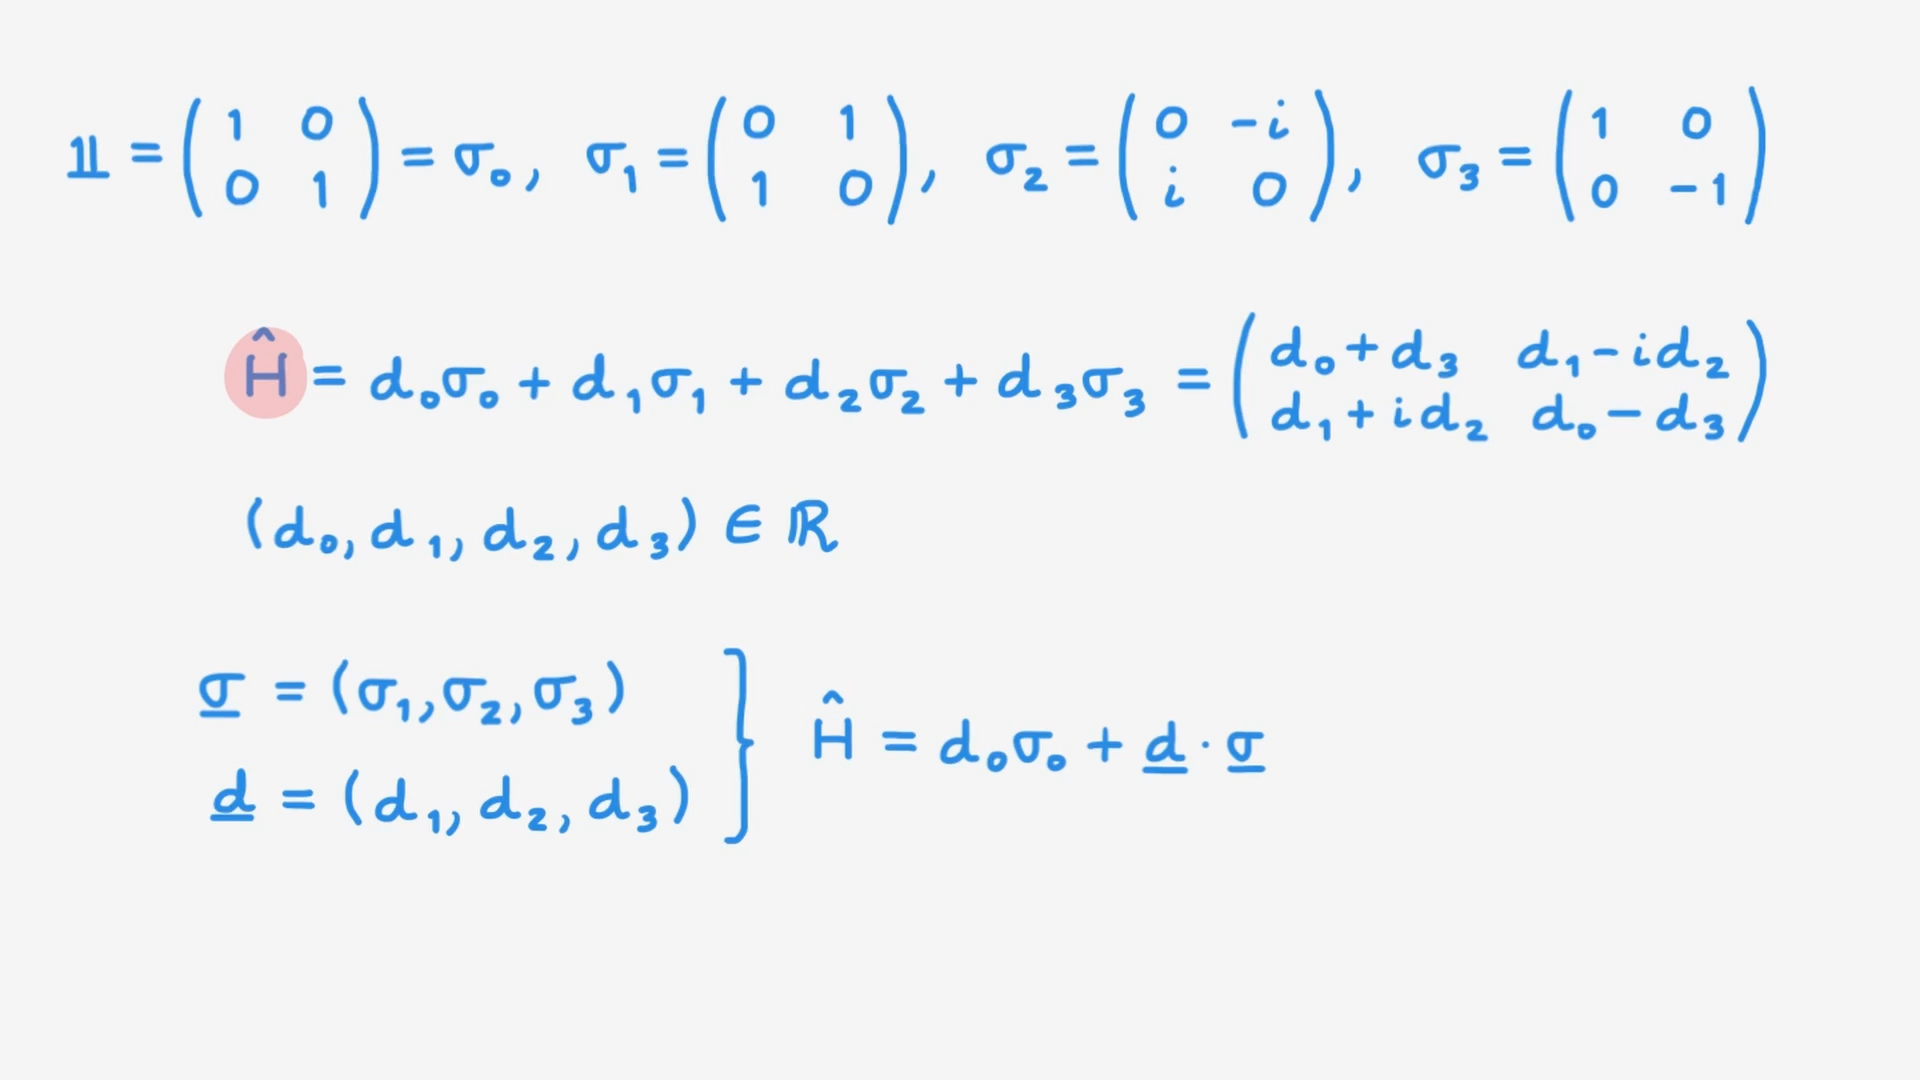 𝟙 = ( 1 0 ; 0 1 ) = σ₀, σ₁ = ( 0 1 ; 1 0 ), σ₂ = ( 0 -i ; i 0 ), σ₃ = ( 1 0 ; 0 -1 )
Ĥ = d₀σ₀ + d₁σ₁ + d₂σ₂ + d₃σ₃ = ( d₀+d₃ d₁-id₂ ; d₁+id₂ d₀-d₃ )
(d₀, d₁, d₂, d₃) ∈ ℝ
σ̲ = (σ₁, σ₂, σ₃)
d̲ = (d₁, d₂, d₃)
} Ĥ = d₀σ₀ + d̲ · σ̲